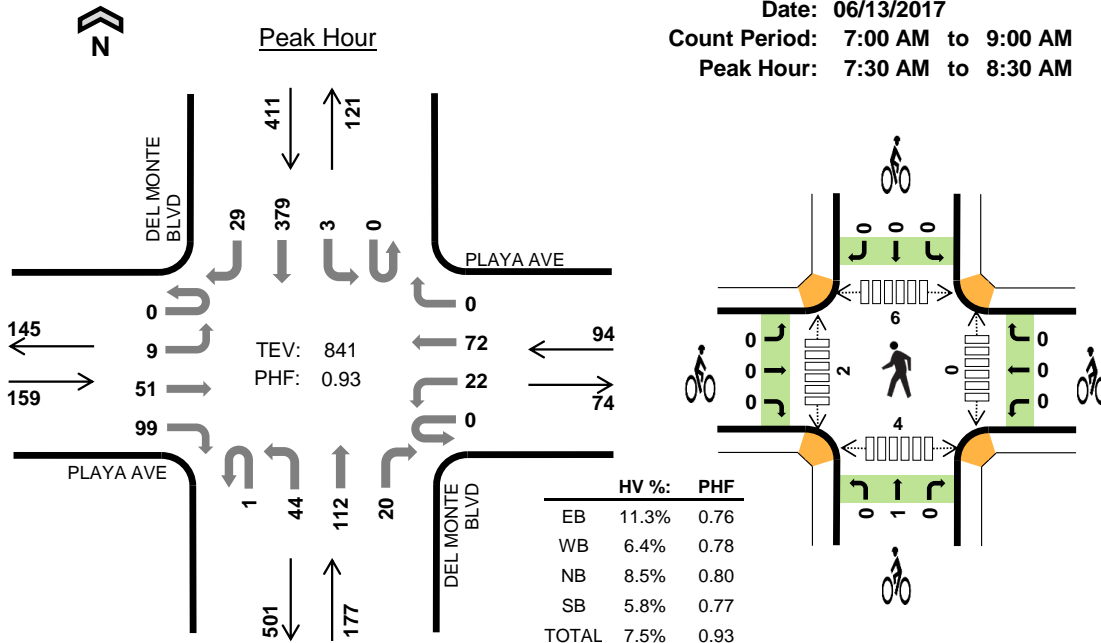 N
Peak Hour
Date: 06/13/2017
Count Period: 7:00 AM to 9:00 AM
Peak Hour: 7:30 AM to 8:30 AM
411
121
DEL MONTE
BLVD
29
379
3
0
PLAYA AVE
0
9
51
99
145
159
TEV: 841
PHF: 0.93
0
72
22
0
94
74
PLAYA AVE
1
44
112
20
DEL MONTE
BLVD
501
177
HV %: PHF
EB 11.3% 0.76
WB 6.4% 0.78
NB 8.5% 0.80
SB 5.8% 0.77
TOTAL 7.5% 0.93
0 0 0
6
0
0
0
2
0
0
0
0
4
0 1 0